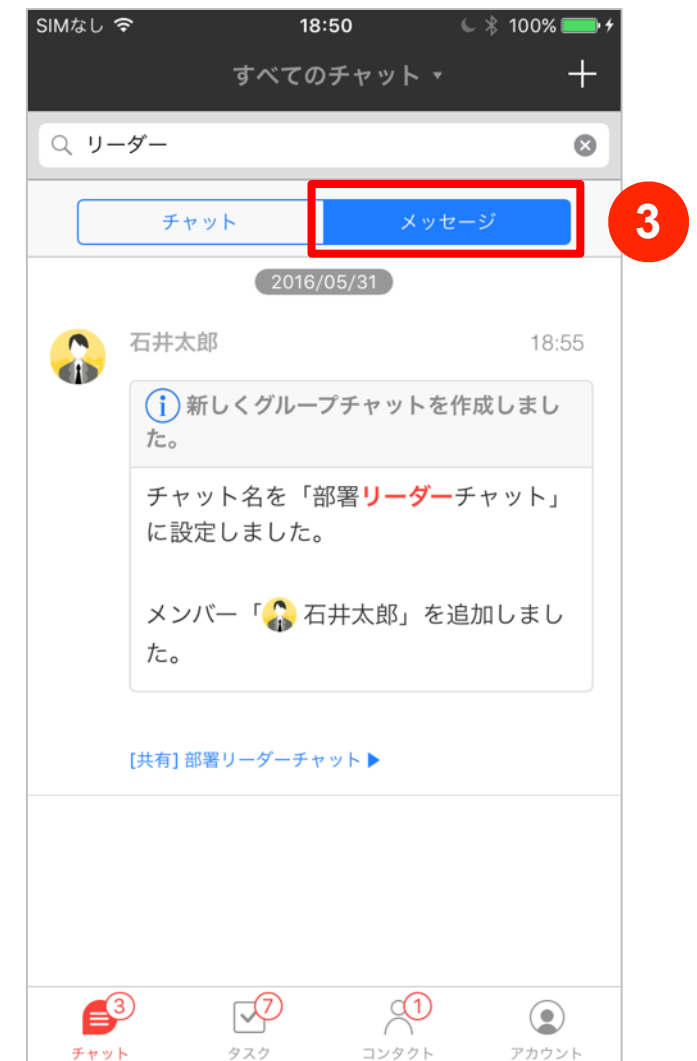 SIMなし 18:50 100%
すべてのチャット ▼ +
リーダー
チャット メッセージ 3
2016/05/31
石井太郎 18:55
i 新しくグループチャットを作成しまし
た。
チャット名を「部署リーダーチャット」
に設定しました。
メンバー「石井太郎」を追加しまし
た。
[共有] 部署リーダーチャット ▶
3 7 1
チャット タスク コンタクト アカウント